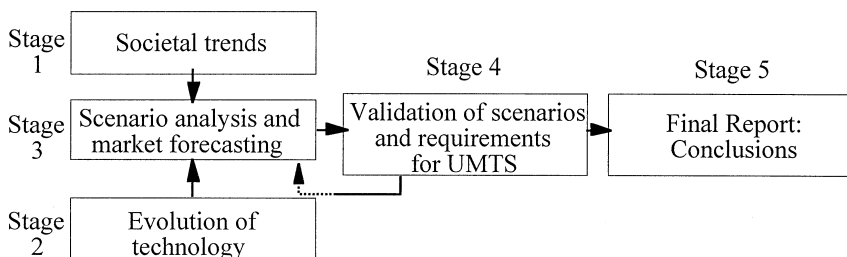 Stage
1
Societal trends
Stage 4
Stage 5
Stage
3
Scenario analysis and
market forecasting
Validation of scenarios
and requirements
for UMTS
Final Report:
Conclusions
Stage
2
Evolution of
technology